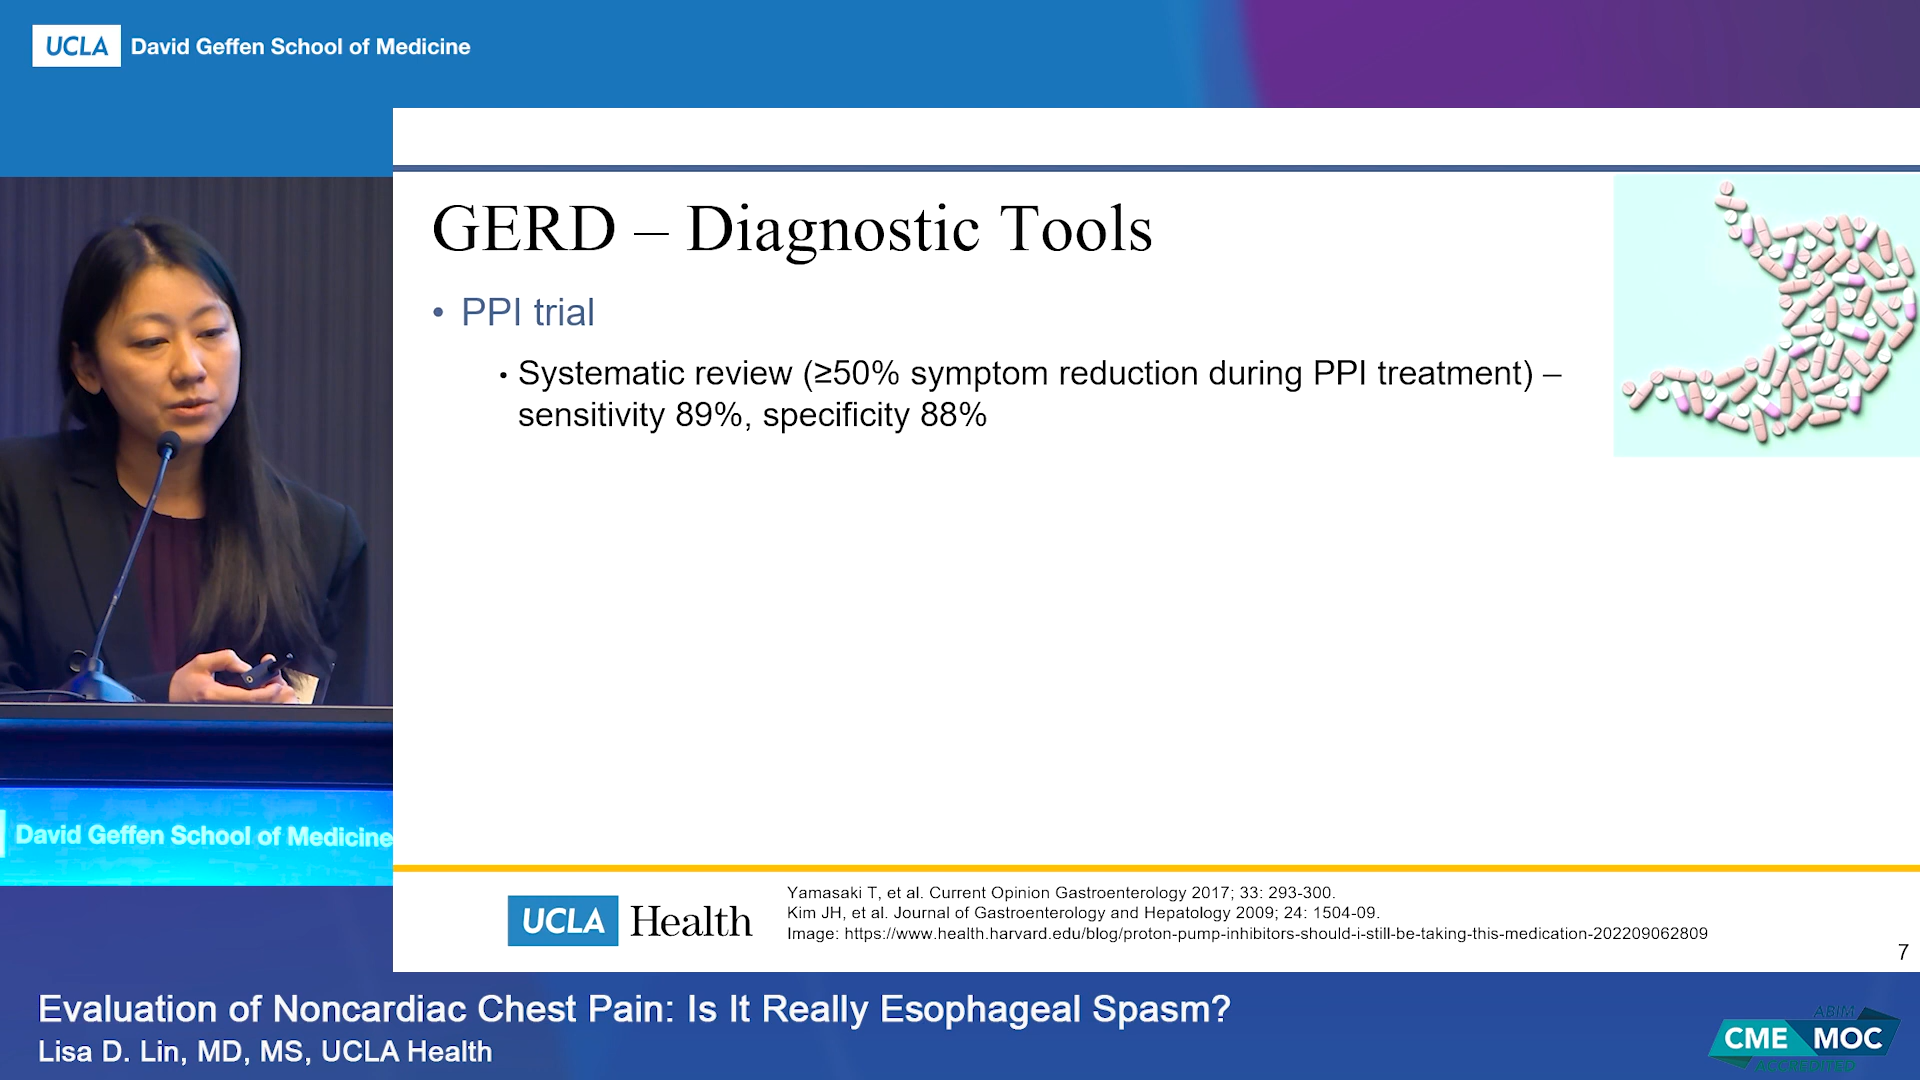 UCLA David Geffen School of Medicine
GERD – Diagnostic Tools
• PPI trial
• Systematic review (≥50% symptom reduction during PPI treatment) –
sensitivity 89%, specificity 88%
David Geffen School of Medicine
UCLA Health
Yamasaki T, et al. Current Opinion Gastroenterology 2017; 33: 293-300.
Kim JH, et al. Journal of Gastroenterology and Hepatology 2009; 24: 1504-09.
Image: https://www.health.harvard.edu/blog/proton-pump-inhibitors-should-i-still-be-taking-this-medication-202209062809
7
Evaluation of Noncardiac Chest Pain: Is It Really Esophageal Spasm?
Lisa D. Lin, MD, MS, UCLA Health
ABIM
CME MOC
ACCREDITED